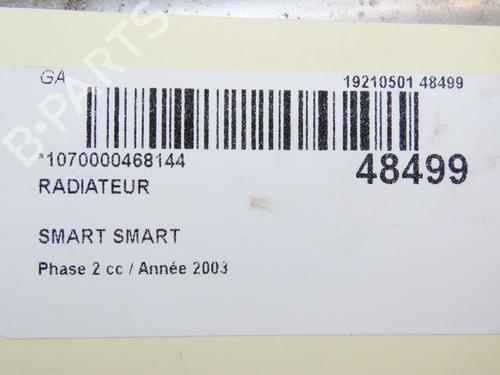 GA 19210501 48499
*1070000468144 48499
RADIATEUR
SMART SMART
Phase 2 cc / Année 2003
B-PARTS